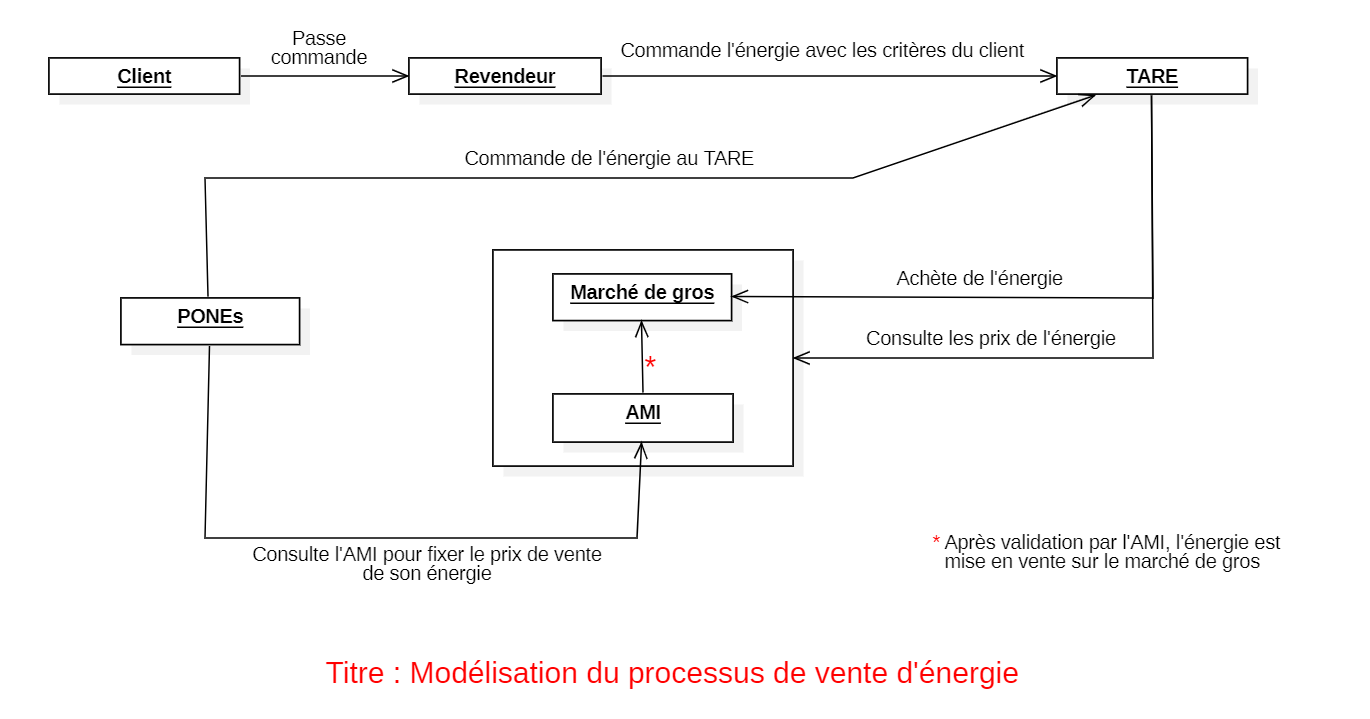 Passe
commande
Commande l'énergie avec les critères du client
Client
Revendeur
TARE
Commande de l'énergie au TARE
Achète de l'énergie
Marché de gros
PONEs
Consulte les prix de l'énergie
*
AMI
Consulte l'AMI pour fixer le prix de vente
de son énergie
* Après validation par l'AMI, l'énergie est
mise en vente sur le marché de gros
Titre : Modélisation du processus de vente d'énergie